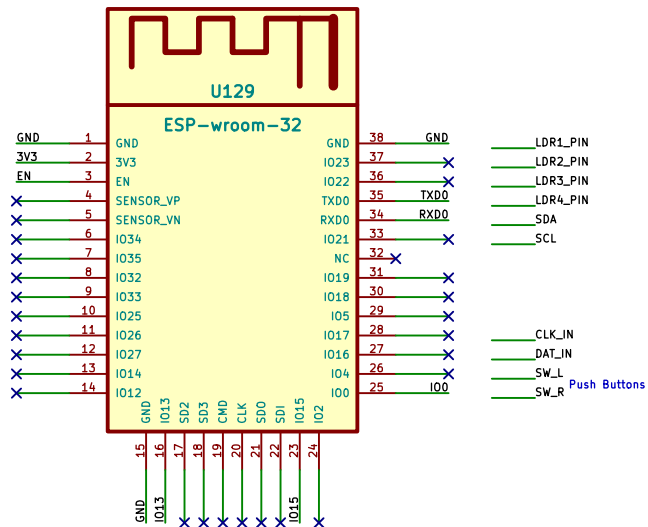 U129
ESP-wroom-32
GND 1 GND GND 38 GND LDR1_PIN
3V3 2 3V3 IO23 37 LDR2_PIN
EN 3 EN IO22 36 LDR3_PIN
4 SENSOR_VP TXD0 35 TXD0 LDR4_PIN
5 SENSOR_VN RXD0 34 RXD0 SDA
6 IO34 IO21 33 SCL
7 IO35 NC 32
8 IO32 IO19 31
9 IO33 IO18 30
10 IO25 IO5 29
11 IO26 IO17 28 CLK_IN
12 IO27 IO16 27 DAT_IN
13 IO14 IO4 26 SW_L
14 IO12 IO0 25 IO0 SW_R
Push Buttons
GND IO13 SD2 SD3 CMD CLK SD0 SDI IO15 IO2
15 16 17 18 19 20 21 22 23 24
GND IO13 IO15